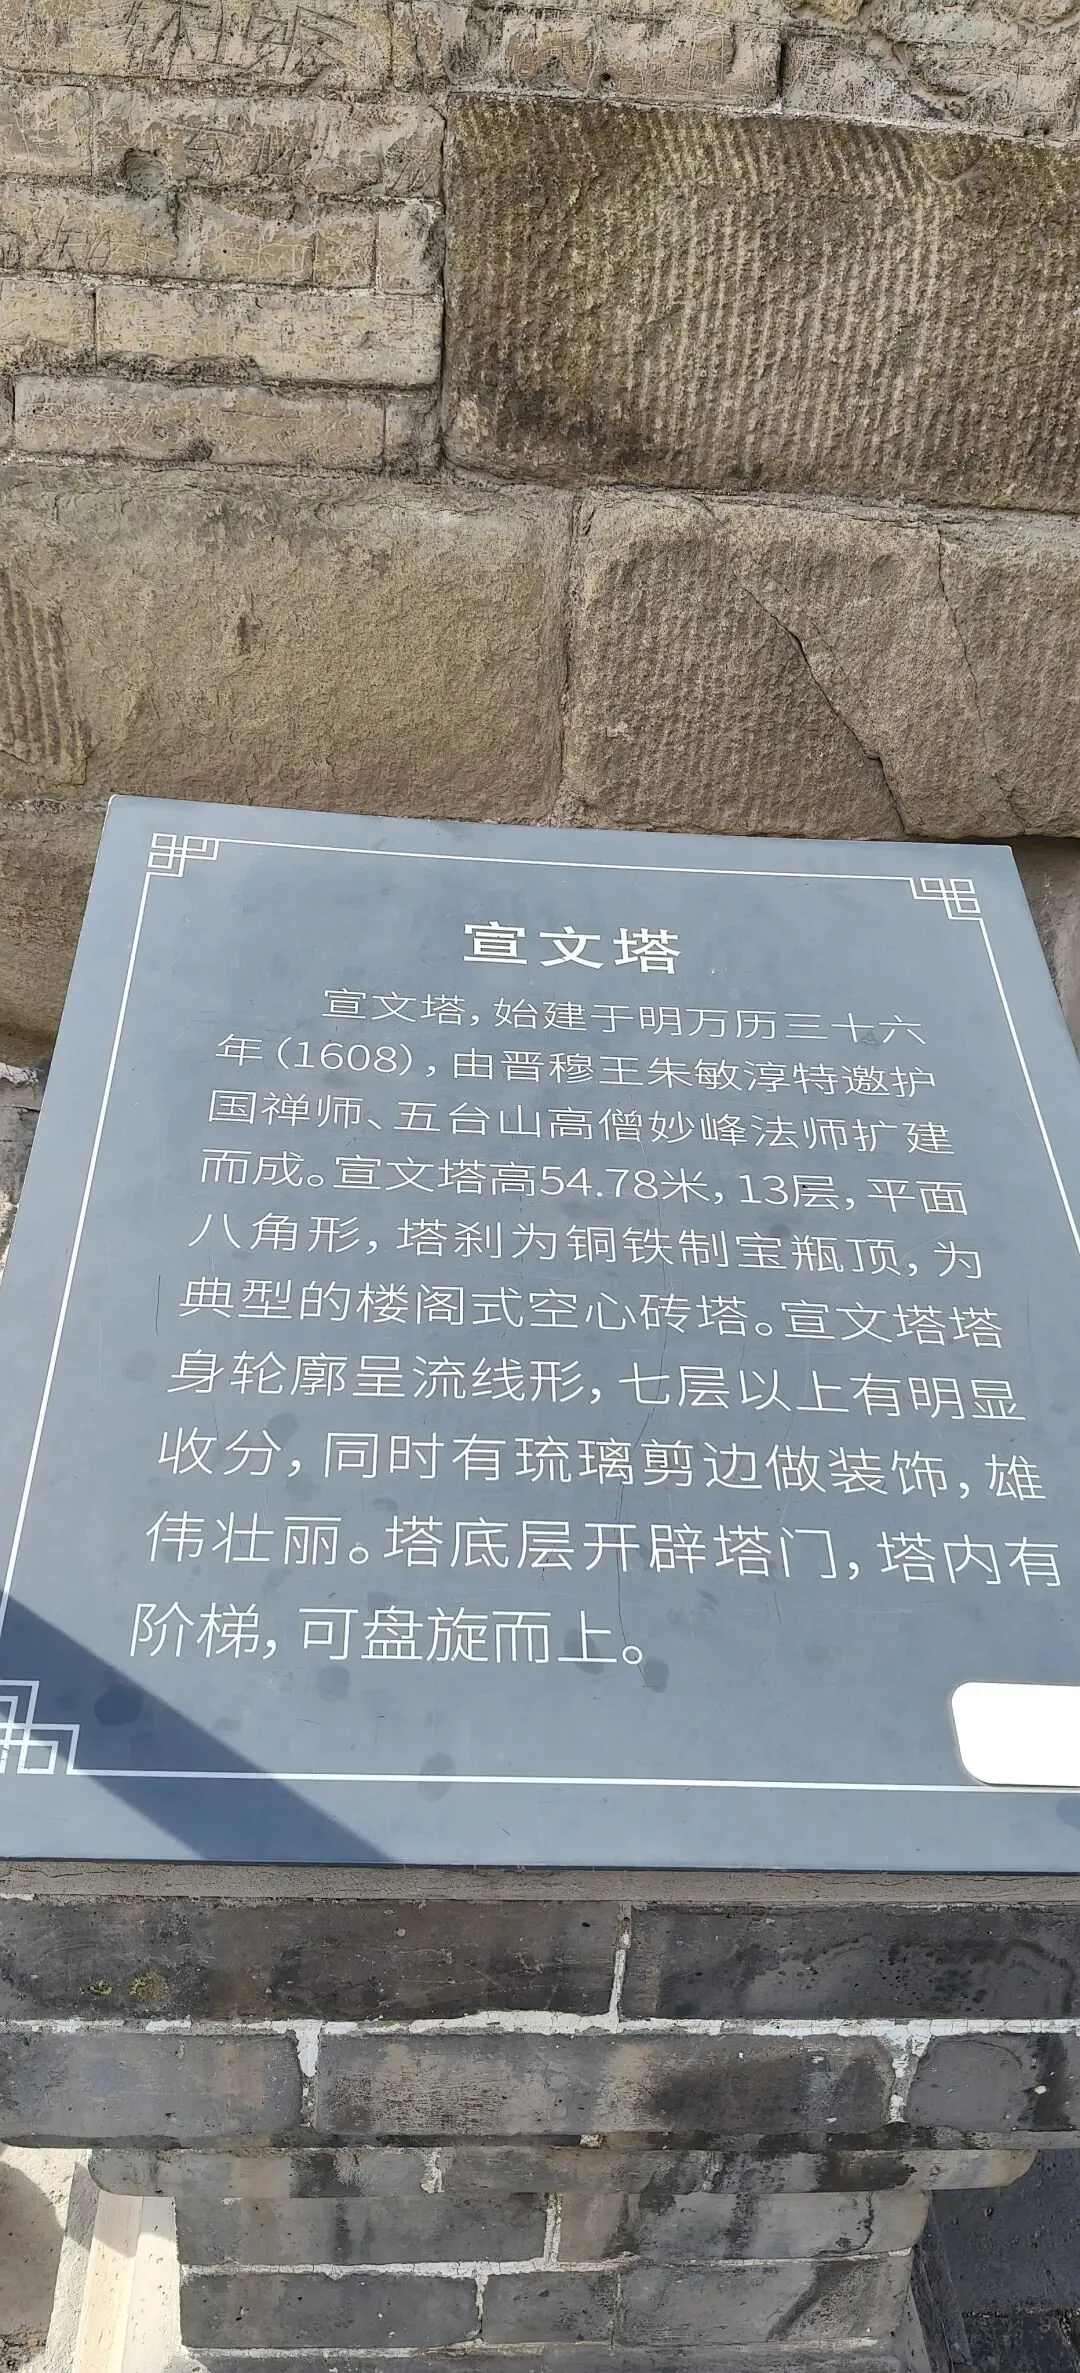 宣文塔
宣文塔，始建于明万历三十六
年（1608），由晋穆王朱敏淳特邀护
国禅师、五台山高僧妙峰法师扩建
而成。宣文塔高54.78米，13层，平面
八角形，塔刹为铜铁制宝瓶顶，为
典型的楼阁式空心砖塔。宣文塔塔
身轮廓呈流线形，七层以上有明显
收分，同时有琉璃剪边做装饰，雄
伟壮丽。塔底层开辟塔门，塔内有
阶梯，可盘旋而上。